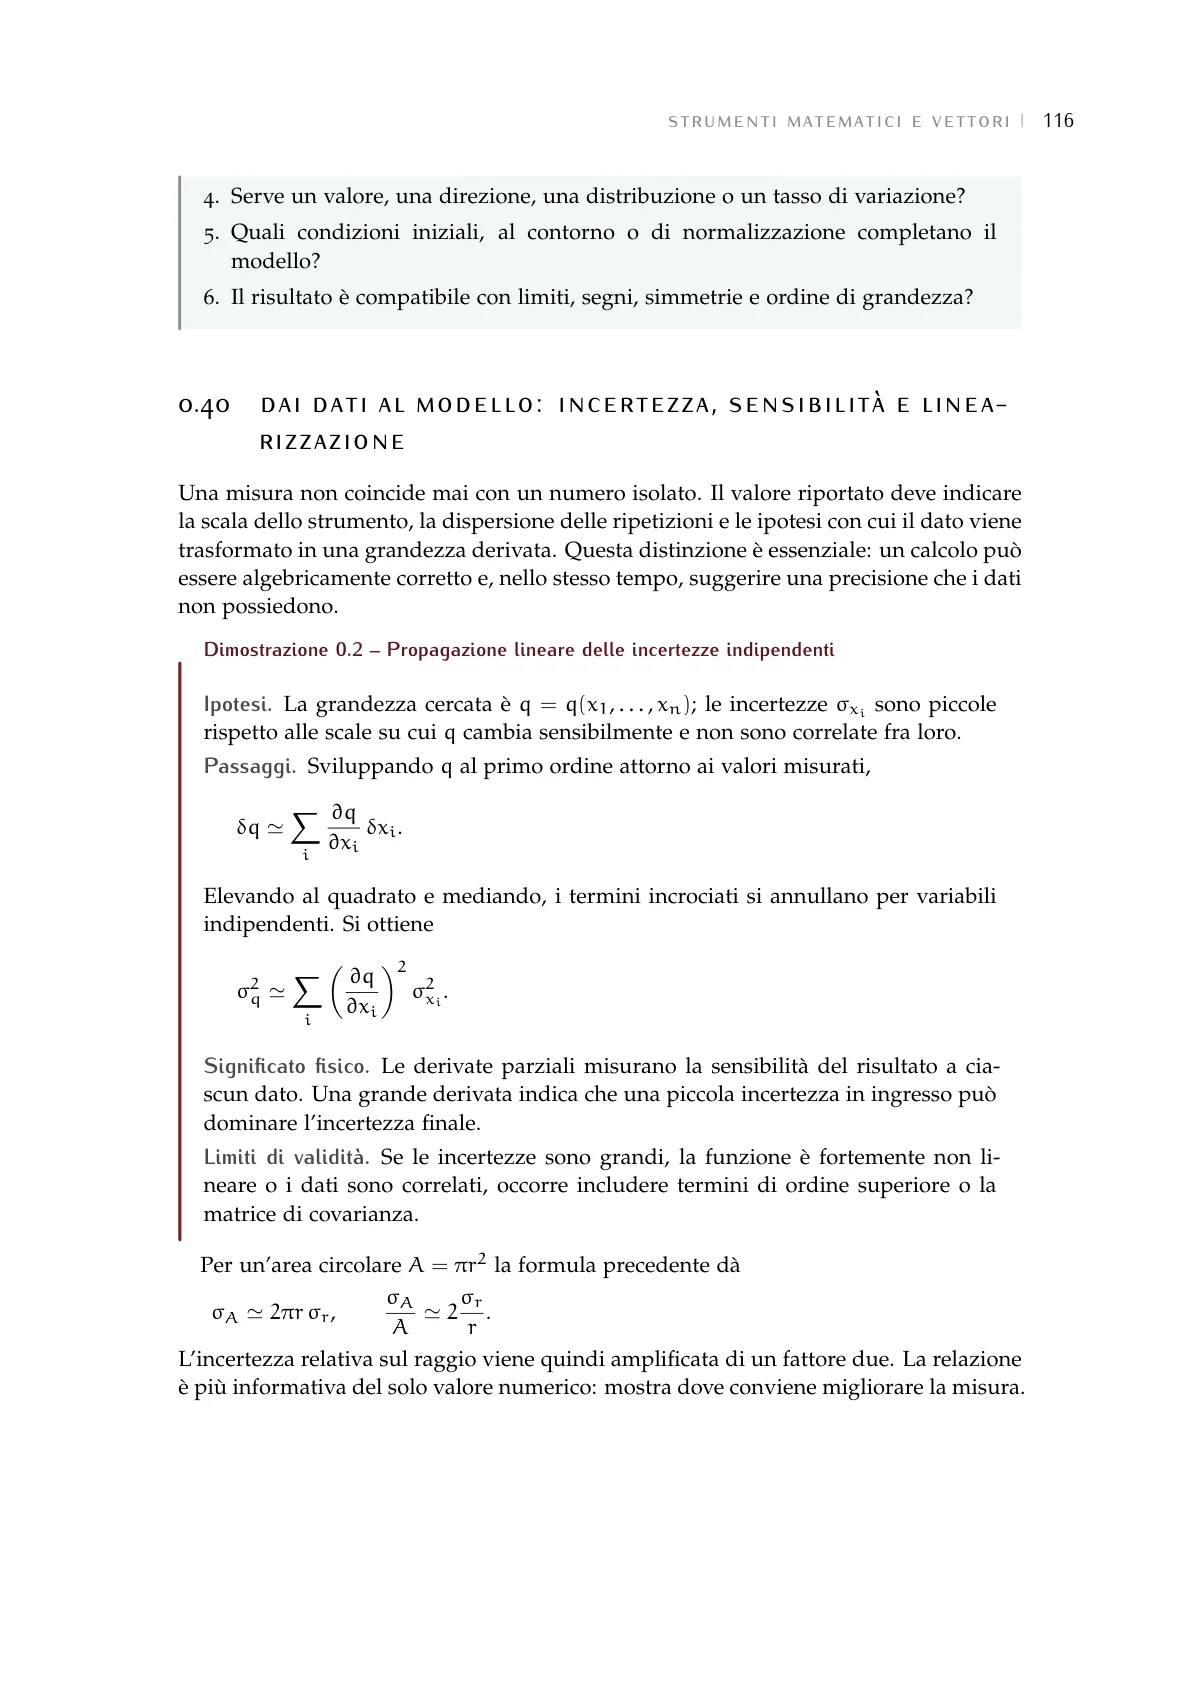 STRUMENTI MATEMATICI E VETTORI | 116
4. Serve un valore, una direzione, una distribuzione o un tasso di variazione?
5. Quali condizioni iniziali, al contorno o di normalizzazione completano il
modello?
6. Il risultato è compatibile con limiti, segni, simmetrie e ordine di grandezza?
0.40 DAI DATI AL MODELLO: INCERTEZZA, SENSIBILITÀ E LINEA-
RIZZAZIONE
Una misura non coincide mai con un numero isolato. Il valore riportato deve indicare
la scala dello strumento, la dispersione delle ripetizioni e le ipotesi con cui il dato viene
trasformato in una grandezza derivata. Questa distinzione è essenziale: un calcolo può
essere algebricamente corretto e, nello stesso tempo, suggerire una precisione che i dati
non possiedono.
Dimostrazione 0.2 – Propagazione lineare delle incertezze indipendenti
Ipotesi. La grandezza cercata è q = q(x₁, . . . , xₙ); le incertezze σ_{x_i} sono piccole
rispetto alle scale su cui q cambia sensibilmente e non sono correlate fra loro.
Passaggi. Sviluppando q al primo ordine attorno ai valori misurati,
δq ≃ ∑_i ∂q/∂x_i δx_i.
Elevando al quadrato e mediando, i termini incrociati si annullano per variabili
indipendenti. Si ottiene
σ_q² ≃ ∑_i (∂q/∂x_i)² σ²_{x_i}.
Significato fisico. Le derivate parziali misurano la sensibilità del risultato a cia-
scun dato. Una grande derivata indica che una piccola incertezza in ingresso può
dominare l'incertezza finale.
Limiti di validità. Se le incertezze sono grandi, la funzione è fortemente non li-
neare o i dati sono correlati, occorre includere termini di ordine superiore o la
matrice di covarianza.
Per un'area circolare A = πr² la formula precedente dà
σ_A ≃ 2πr σ_r, σ_A/A ≃ 2 σ_r/r.
L'incertezza relativa sul raggio viene quindi amplificata di un fattore due. La relazione
è più informativa del solo valore numerico: mostra dove conviene migliorare la misura.